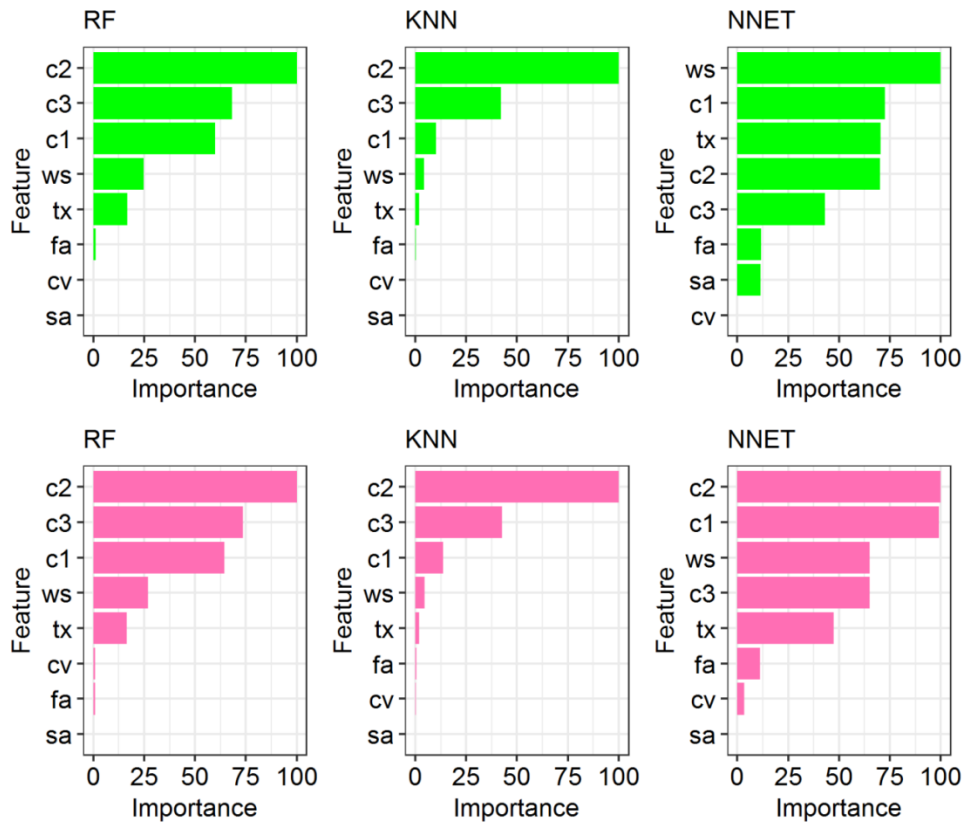 RF
Feature
c2
c3
c1
ws
tx
fa
cv
sa
0 25 50 75 100
Importance
KNN
Feature
c2
c3
c1
ws
tx
fa
cv
sa
0 25 50 75 100
Importance
NNET
Feature
ws
c1
tx
c2
c3
fa
sa
cv
0 25 50 75 100
Importance
RF
Feature
c2
c3
c1
ws
tx
cv
fa
sa
0 25 50 75 100
Importance
KNN
Feature
c2
c3
c1
ws
tx
fa
cv
sa
0 25 50 75 100
Importance
NNET
Feature
c2
c1
ws
c3
tx
fa
cv
sa
0 25 50 75 100
Importance